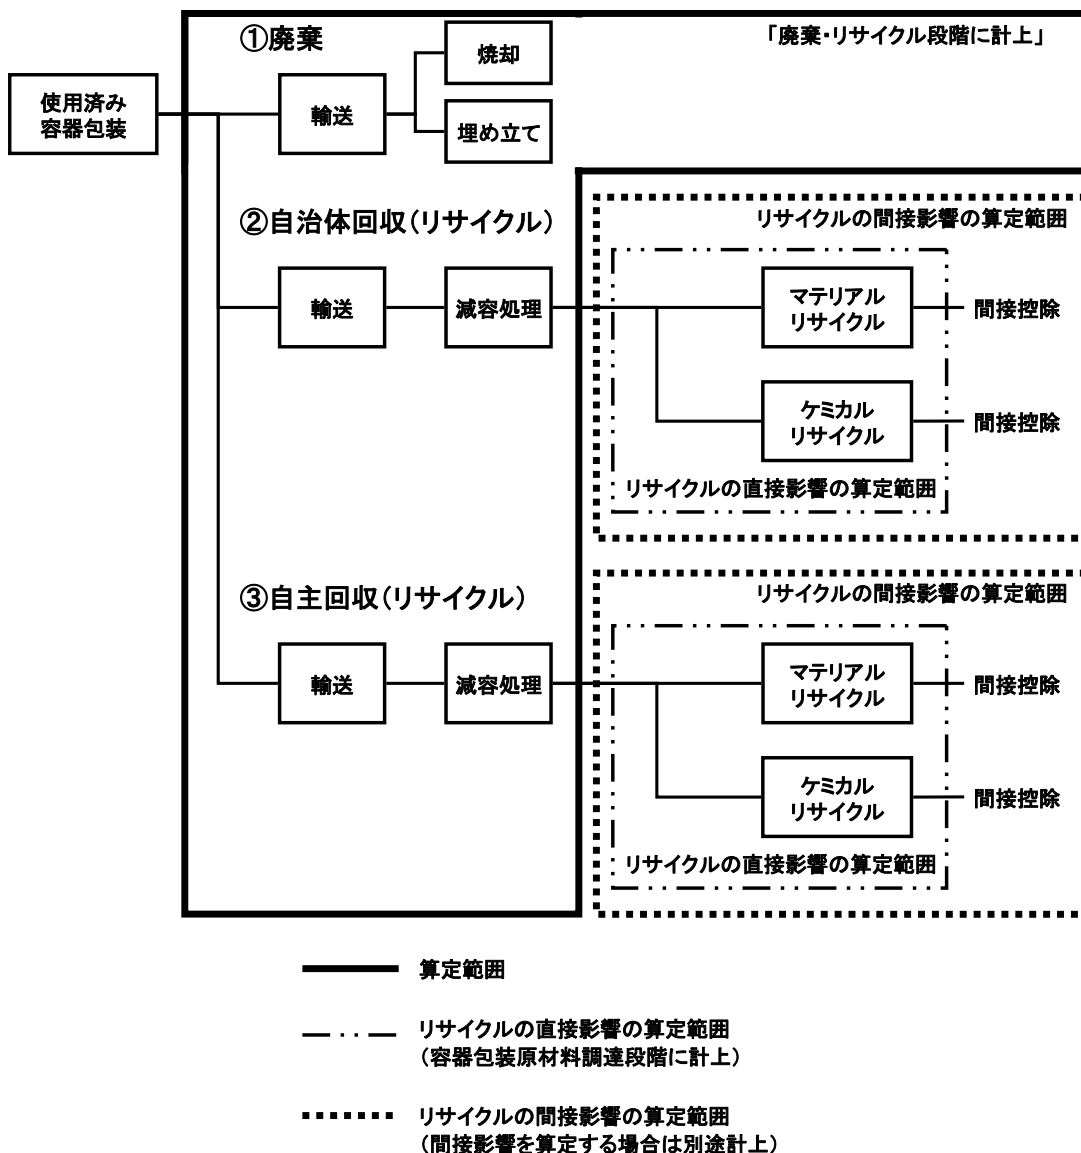 ①廃棄
「廃棄・リサイクル段階に計上」
使用済み
容器包装
輸送
焼却
埋め立て
②自治体回収(リサイクル)
リサイクルの間接影響の算定範囲
輸送
減容処理
マテリアル
リサイクル
間接控除
ケミカル
リサイクル
間接控除
リサイクルの直接影響の算定範囲
③自主回収(リサイクル)
リサイクルの間接影響の算定範囲
輸送
減容処理
マテリアル
リサイクル
間接控除
ケミカル
リサイクル
間接控除
リサイクルの直接影響の算定範囲
算定範囲
リサイクルの直接影響の算定範囲
(容器包装原材料調達段階に計上)
リサイクルの間接影響の算定範囲
(間接影響を算定する場合は別途計上)